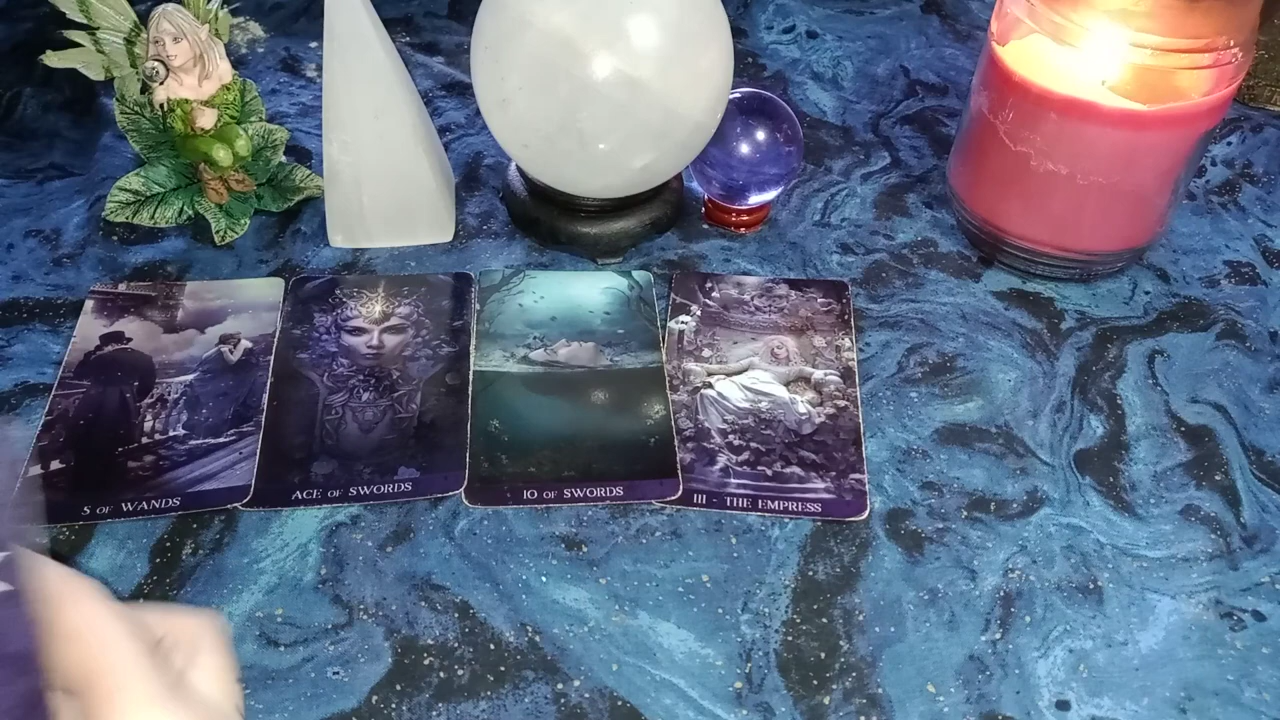 5 OF WANDS
ACE OF SWORDS
10 OF SWORDS
III - THE EMPRESS